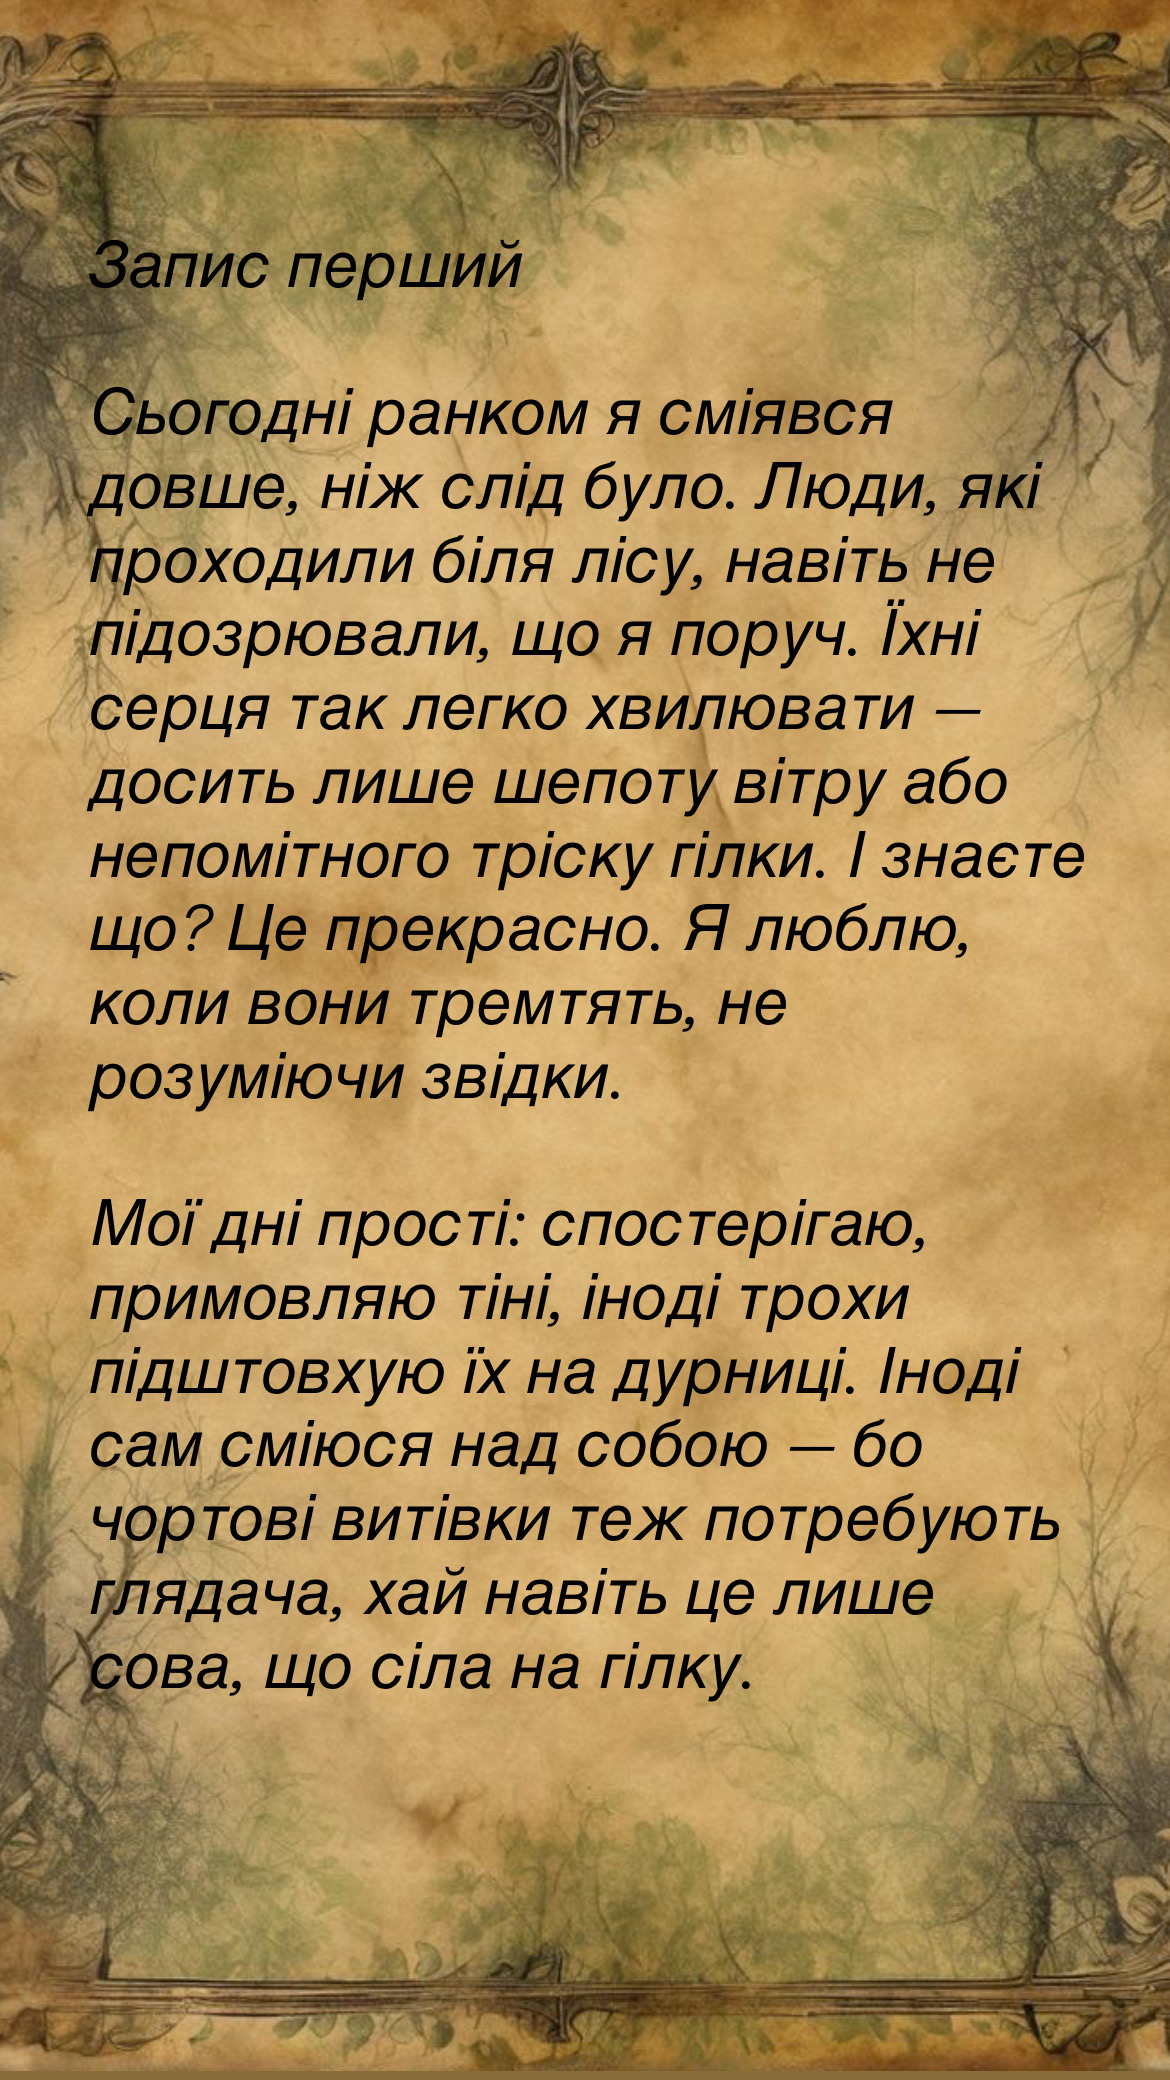 Запис перший
Сьогодні ранком я сміявся
довше, ніж слід було. Люди, які
проходили біля лісу, навіть не
підозрювали, що я поруч. Їхні
серця так легко хвилювати —
досить лише шепоту вітру або
непомітного тріску гілки. І знаєте
що? Це прекрасно. Я люблю,
коли вони тремтять, не
розуміючи звідки.
Мої дні прості: спостерігаю,
примовляю тіні, іноді трохи
підштовхую їх на дурниці. Іноді
сам сміюся над собою — бо
чортові витівки теж потребують
глядача, хай навіть це лише
сова, що сіла на гілку.